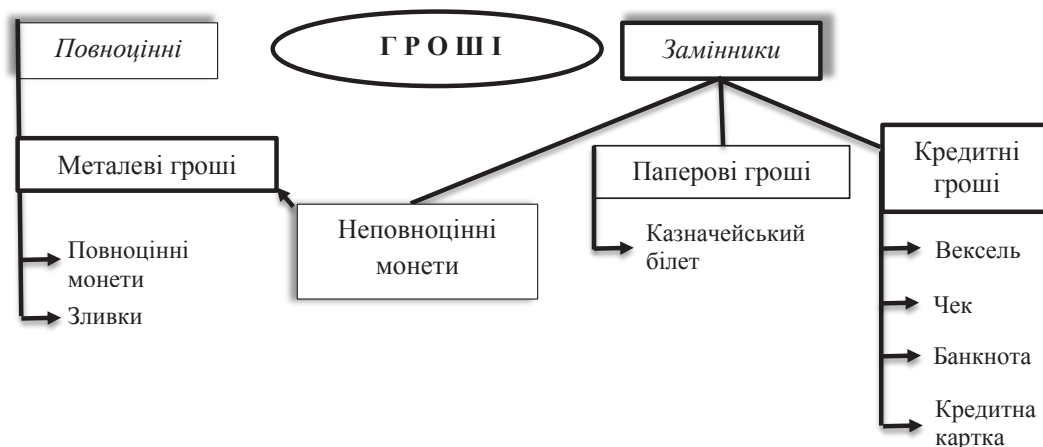 Повноцінні
Г Р О Ш І
Замінники
Металеві гроші
Повноцінні
монети
Зливки
Неповноцінні
монети
Паперові гроші
Казначейський
білет
Кредитні
гроші
Вексель
Чек
Банкнота
Кредитна
картка